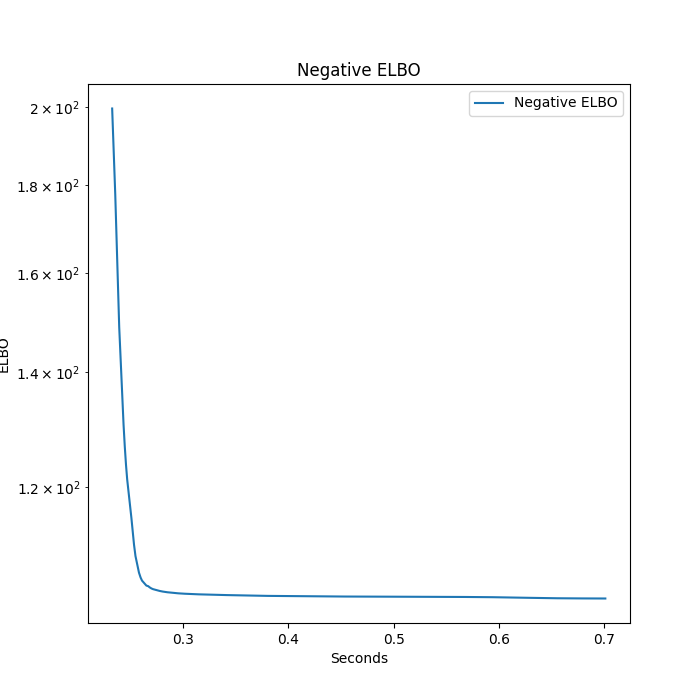 Negative ELBO
Negative ELBO
2 × 10²
1.8 × 10²
1.6 × 10²
1.4 × 10²
1.2 × 10²
ELBO
0.3 0.4 0.5 0.6 0.7
Seconds